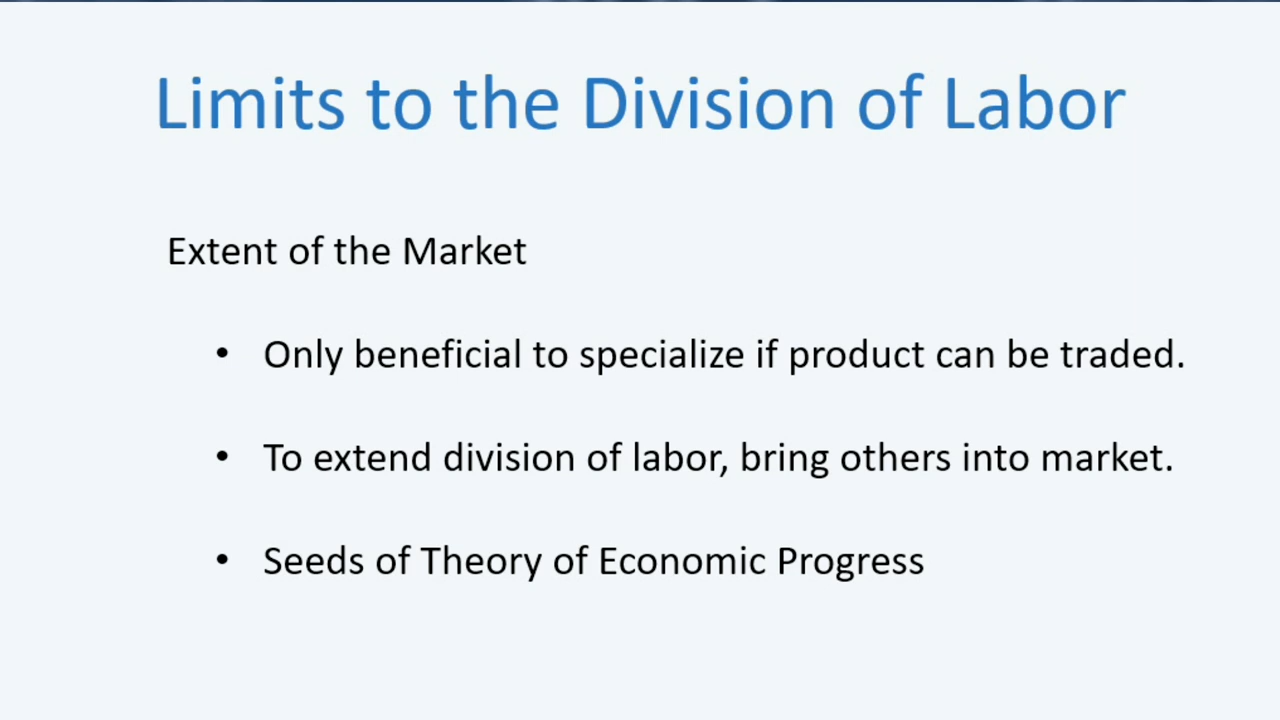 Limits to the Division of Labor
Extent of the Market
• Only beneficial to specialize if product can be traded.
• To extend division of labor, bring others into market.
• Seeds of Theory of Economic Progress